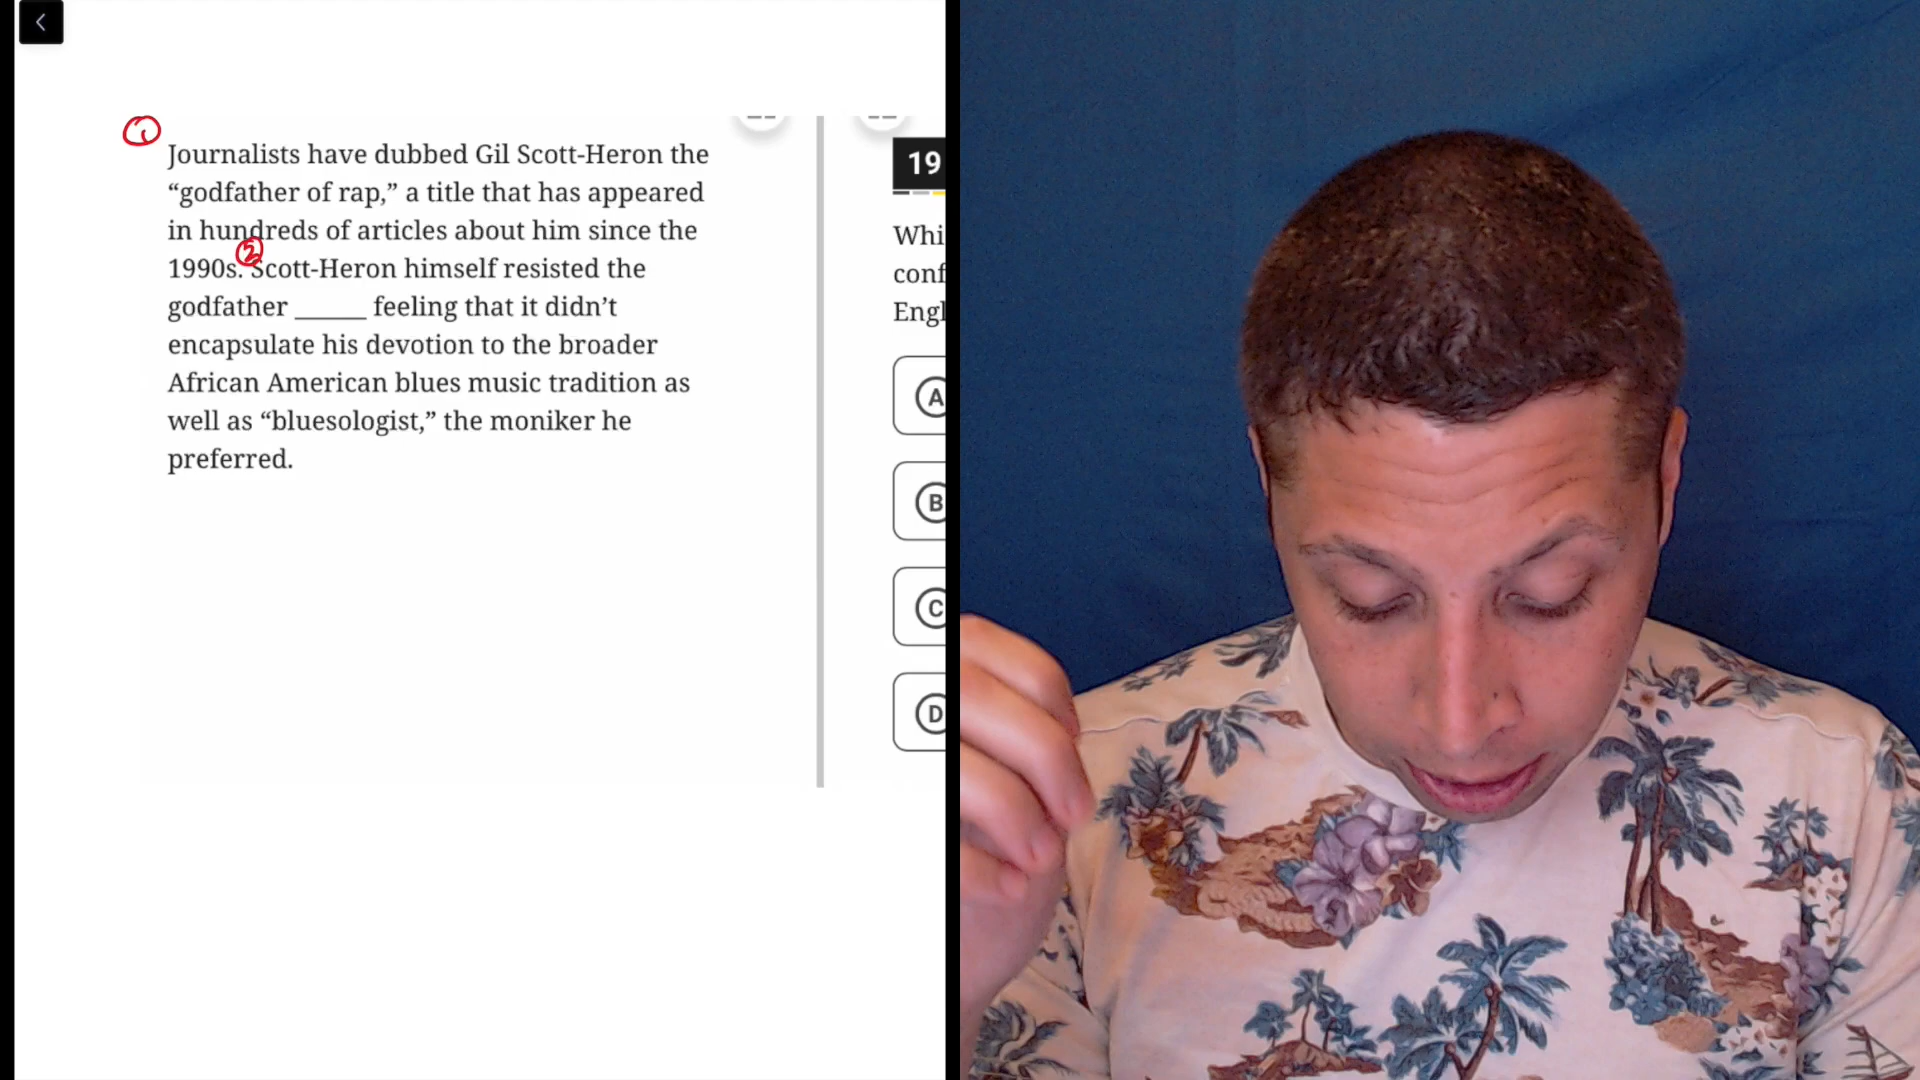 1
Journalists have dubbed Gil Scott-Heron the
“godfather of rap,” a title that has appeared
in hundreds of articles about him since the
2
1990s. Scott-Heron himself resisted the
godfather ______ feeling that it didn’t
encapsulate his devotion to the broader
African American blues music tradition as
well as “bluesologist,” the moniker he
preferred.
19
Whi
conf
Engl
A
B
C
D